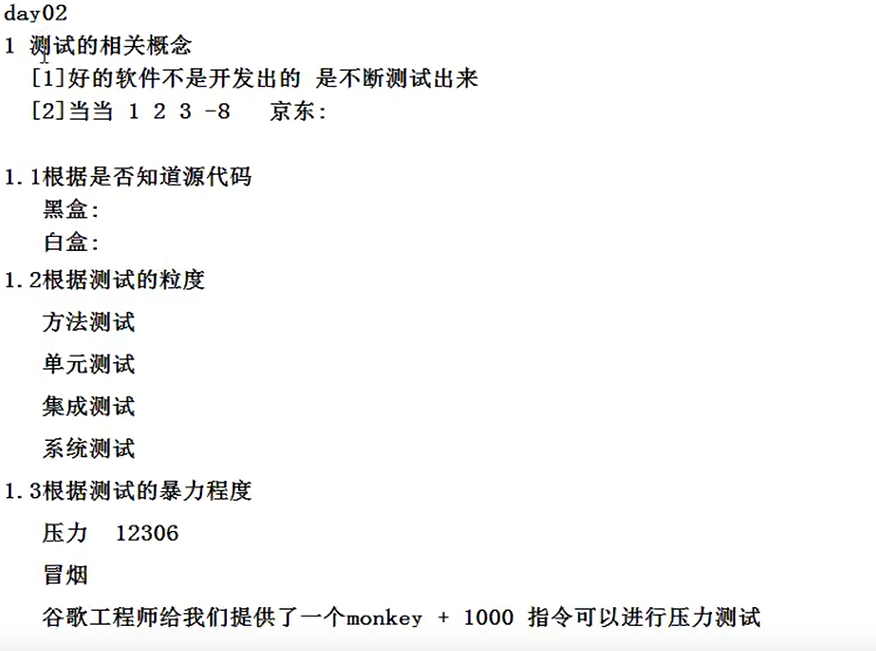 day02
1 测试的相关概念
[1]好的软件不是开发出的 是不断测试出来
[2]当当 1 2 3 -8 京东:
1.1根据是否知道源代码
黑盒:
白盒:
1.2根据测试的粒度
方法测试
单元测试
集成测试
系统测试
1.3根据测试的暴力程度
压力 12306
冒烟
谷歌工程师给我们提供了一个monkey + 1000 指令可以进行压力测试